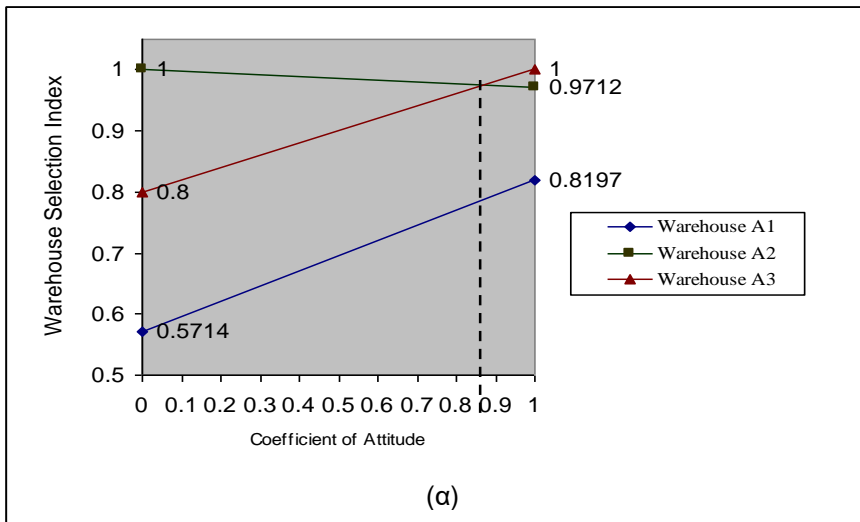 Warehouse Selection Index
1
0.9
0.8
0.7
0.6
0.5
1
0.8
0.5714
1
0.9712
0.8197
0 0.1 0.2 0.3 0.4 0.5 0.6 0.7 0.8 0.9 1
Coefficient of Attitude
Warehouse A1
Warehouse A2
Warehouse A3
(α)